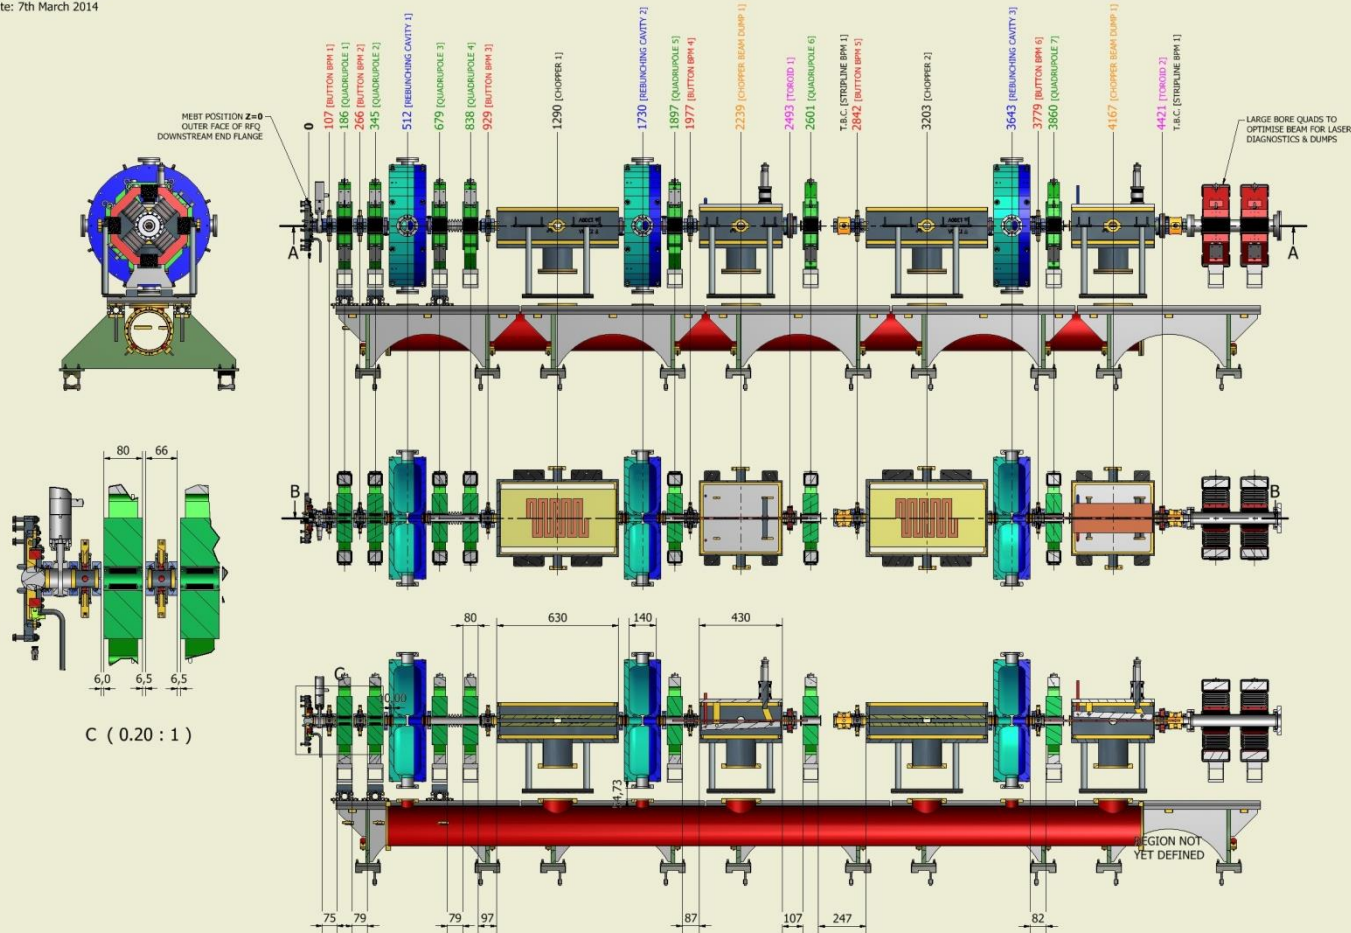 te: 7th March 2014
MEBT POSITION Z=0
OUTER FACE OF RFQ
DOWNSTREAM END FLANGE
0
107 [BUTTON BPM 1]
186 [QUADRUPOLE 1]
266 [BUTTON BPM 2]
345 [QUADRUPOLE 2]
512 [REBUNCHING CAVITY 1]
679 [QUADRUPOLE 3]
838 [QUADRUPOLE 4]
929 [BUTTON BPM 3]
1290 [CHOPPER 1]
1730 [REBUNCHING CAVITY 2]
1897 [QUADRUPOLE 5]
1977 [BUTTON BPM 4]
2239 [CHOPPER BEAM DUMP 1]
2493 [TOROID 1]
2601 [QUADRUPOLE 6]
T.B.C. [STRIPLINE BPM 1]
2842 [BUTTON BPM 5]
3203 [CHOPPER 2]
3643 [REBUNCHING CAVITY 3]
3779 [BUTTON BPM 6]
3860 [QUADRUPOLE 7]
4167 [CHOPPER BEAM DUMP 1]
4421 [TOROID 2]
T.B.C. [STRIPLINE BPM 1]
LARGE BORE QUADS TO
OPTIMISE BEAM FOR LASER
DIAGNOSTICS & DUMPS
A
A
B
B
80
66
6,0
6,5
6,5
C ( 0.20 : 1 )
80
630
140
430
C
REGION NOT
YET DEFINED
75
79
79
97
87
107
247
82